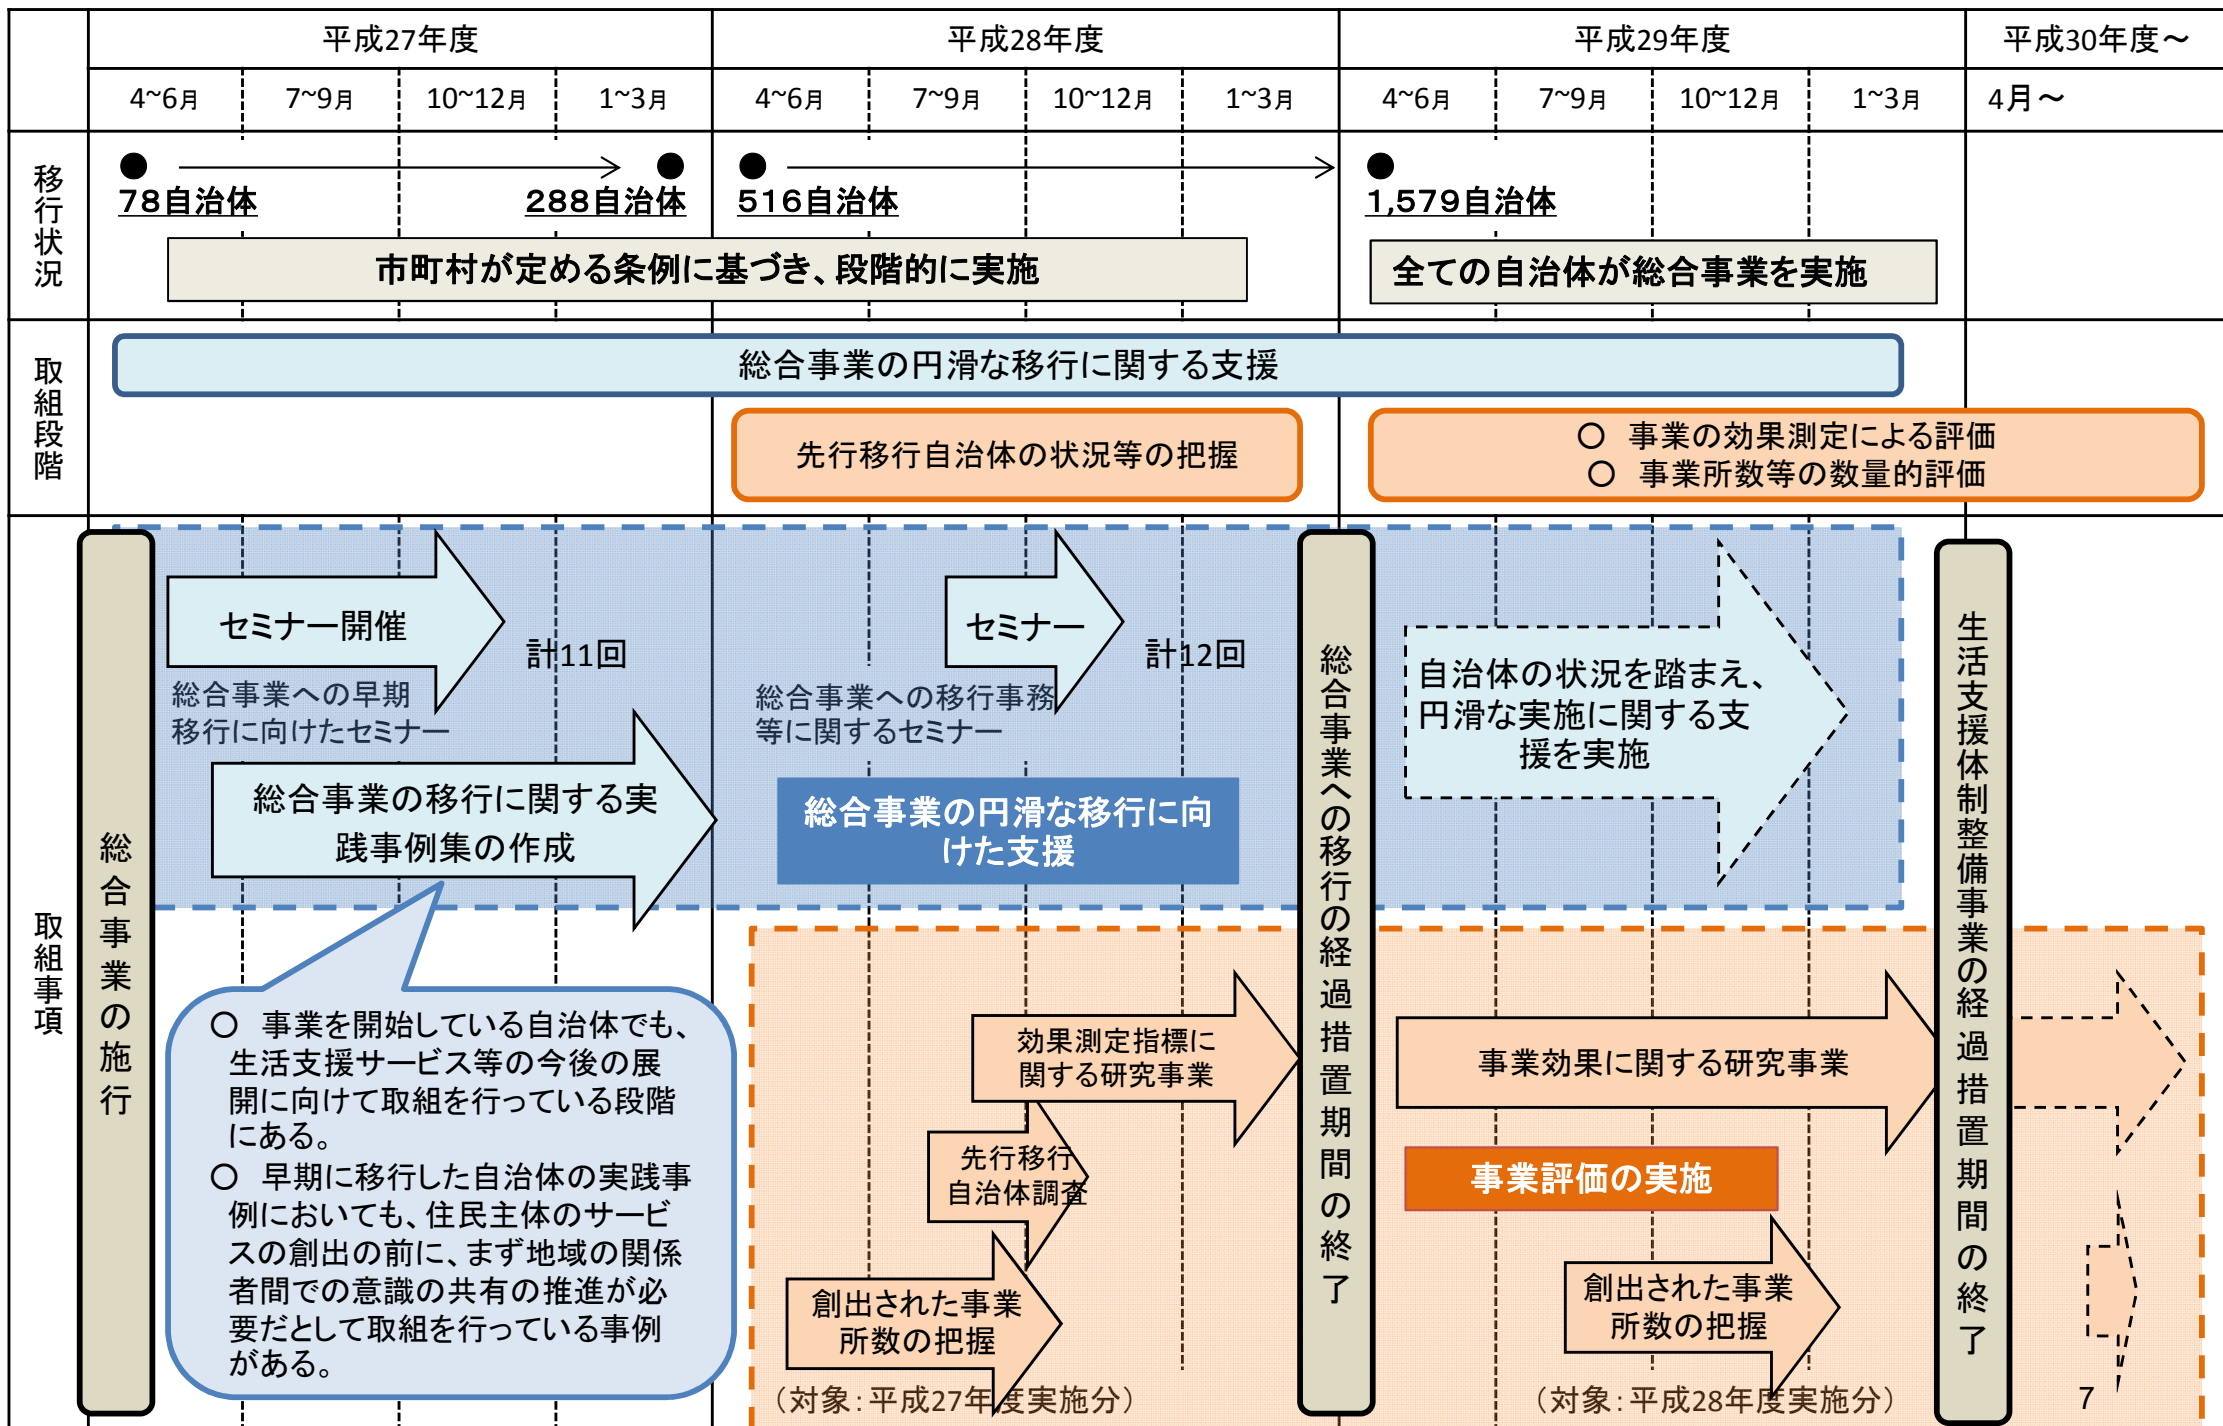 平成27年度
平成28年度
平成29年度
平成30年度～
4~6月
7~9月
10~12月
1~3月
4~6月
7~9月
10~12月
1~3月
4~6月
7~9月
10~12月
1~3月
4月～
移行状況
78自治体
288自治体
516自治体
1,579自治体
市町村が定める条例に基づき、段階的に実施
全ての自治体が総合事業を実施
取組段階
総合事業の円滑な移行に関する支援
先行移行自治体の状況等の把握
○　事業の効果測定による評価
○　事業所数等の数量的評価
取組事項
総合事業の施行
セミナー開催
計11回
総合事業への早期
移行に向けたセミナー
総合事業の移行に関する実
践事例集の作成
セミナー
計12回
総合事業への移行事務
等に関するセミナー
総合事業の円滑な移行に向
けた支援
総合事業への移行の経過措置期間の終了
自治体の状況を踏まえ、
円滑な実施に関する支
援を実施
生活支援体制整備事業の経過措置期間の終了
○　事業を開始している自治体でも、
生活支援サービス等の今後の展
開に向けて取組を行っている段階
にある。
○　早期に移行した自治体の実践事
例においても、住民主体のサービ
スの創出の前に、まず地域の関係
者間での意識の共有の推進が必
要だとして取組を行っている事例
がある。
効果測定指標に
関する研究事業
先行移行
自治体調査
創出された事業
所数の把握
（対象：平成27年度実施分）
事業効果に関する研究事業
事業評価の実施
創出された事業
所数の把握
（対象：平成28年度実施分）
7